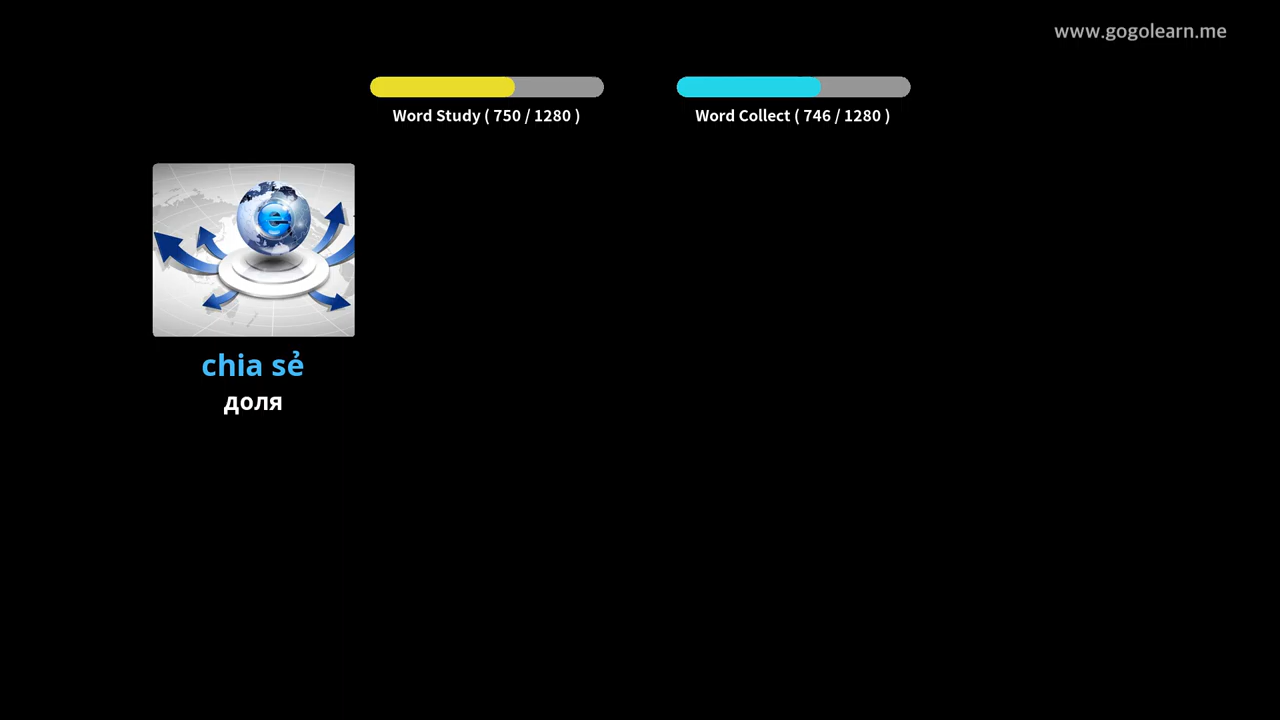 www.gogolearn.me
Word Study ( 750 / 1280 )
Word Collect ( 746 / 1280 )
e
chia sẻ
доля